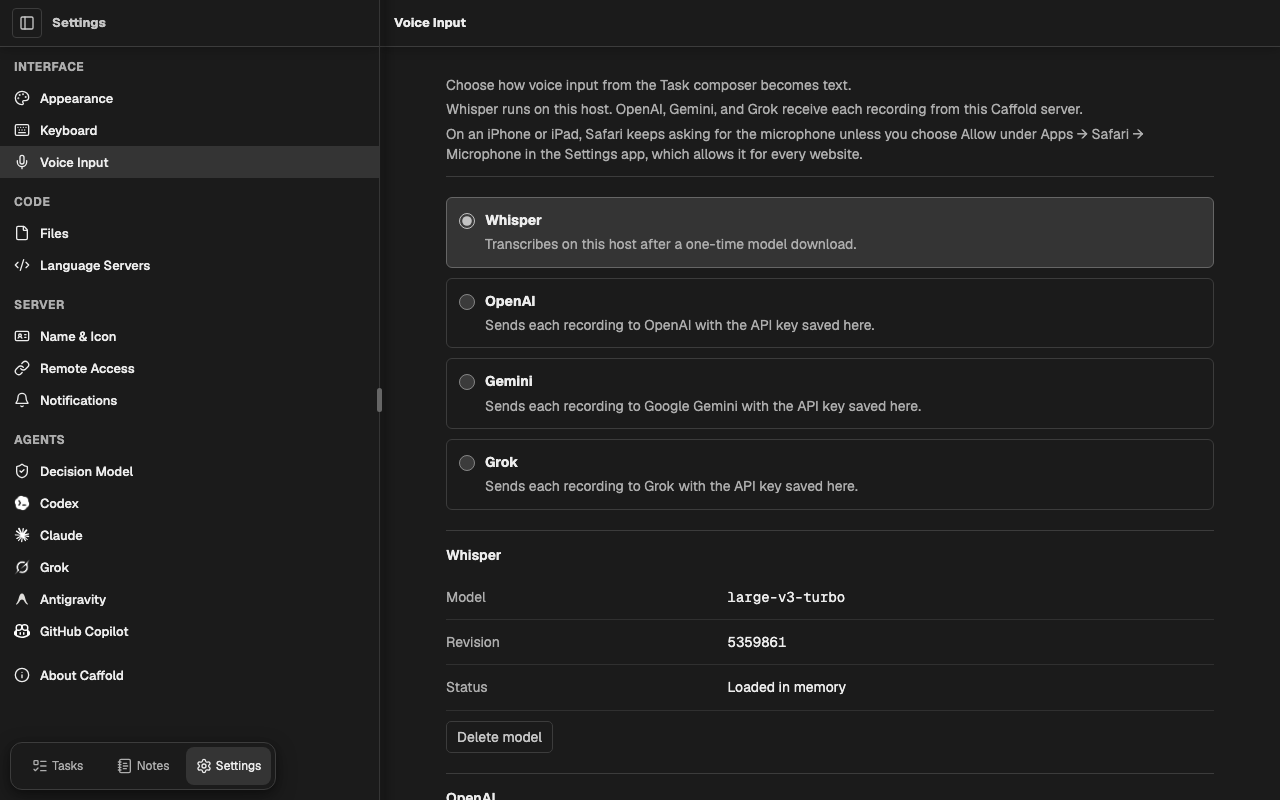 Settings
Voice Input
INTERFACE
Appearance
Keyboard
Voice Input
CODE
Files
Language Servers
SERVER
Name & Icon
Remote Access
Notifications
AGENTS
Decision Model
Codex
Claude
Grok
Antigravity
GitHub Copilot
About Caffold
Tasks
Notes
Settings
Choose how voice input from the Task composer becomes text.
Whisper runs on this host. OpenAI, Gemini, and Grok receive each recording from this Caffold server.
On an iPhone or iPad, Safari keeps asking for the microphone unless you choose Allow under Apps → Safari →
Microphone in the Settings app, which allows it for every website.
Whisper
Transcribes on this host after a one-time model download.
OpenAI
Sends each recording to OpenAI with the API key saved here.
Gemini
Sends each recording to Google Gemini with the API key saved here.
Grok
Sends each recording to Grok with the API key saved here.
Whisper
Model large-v3-turbo
Revision 5359861
Status Loaded in memory
Delete model
OpenAI